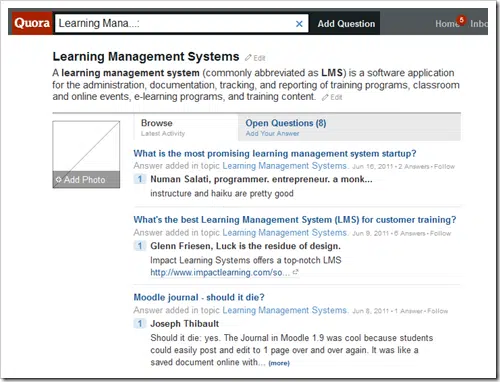 Quora Learning Mana...: × Add Question Home 5 Inbo
Learning Management Systems Edit
A learning management system (commonly abbreviated as LMS) is a software application
for the administration, documentation, tracking, and reporting of training programs, classroom
and online events, e-learning programs, and training content. Edit
Browse
Latest Activity
Open Questions (8)
Add Your Answer
Add Photo
What is the most promising learning management system startup?
Answer added in topic Learning Management Systems. Jun 16, 2011 • 2 Answers • Follow
1 Numan Salati, programmer. entrepreneur. a monk...
instructure and haiku are pretty good
What's the best Learning Management System (LMS) for customer training?
Answer added in topic Learning Management Systems. Jun 9, 2011 • 6 Answers • Follow
1 Glenn Friesen, Luck is the residue of design.
Impact Learning Systems offers a top-notch LMS
http://www.impactlearning.com/so...
Moodle journal - should it die?
Answer added in topic Learning Management Systems. Jun 8, 2011 • 1 Answer • Follow
1 Joseph Thibault
Should it die: yes. The Journal in Moodle 1.9 was cool because students
could easily post and edit to 1 page over and over again. It was like a
saved document online with... (more)